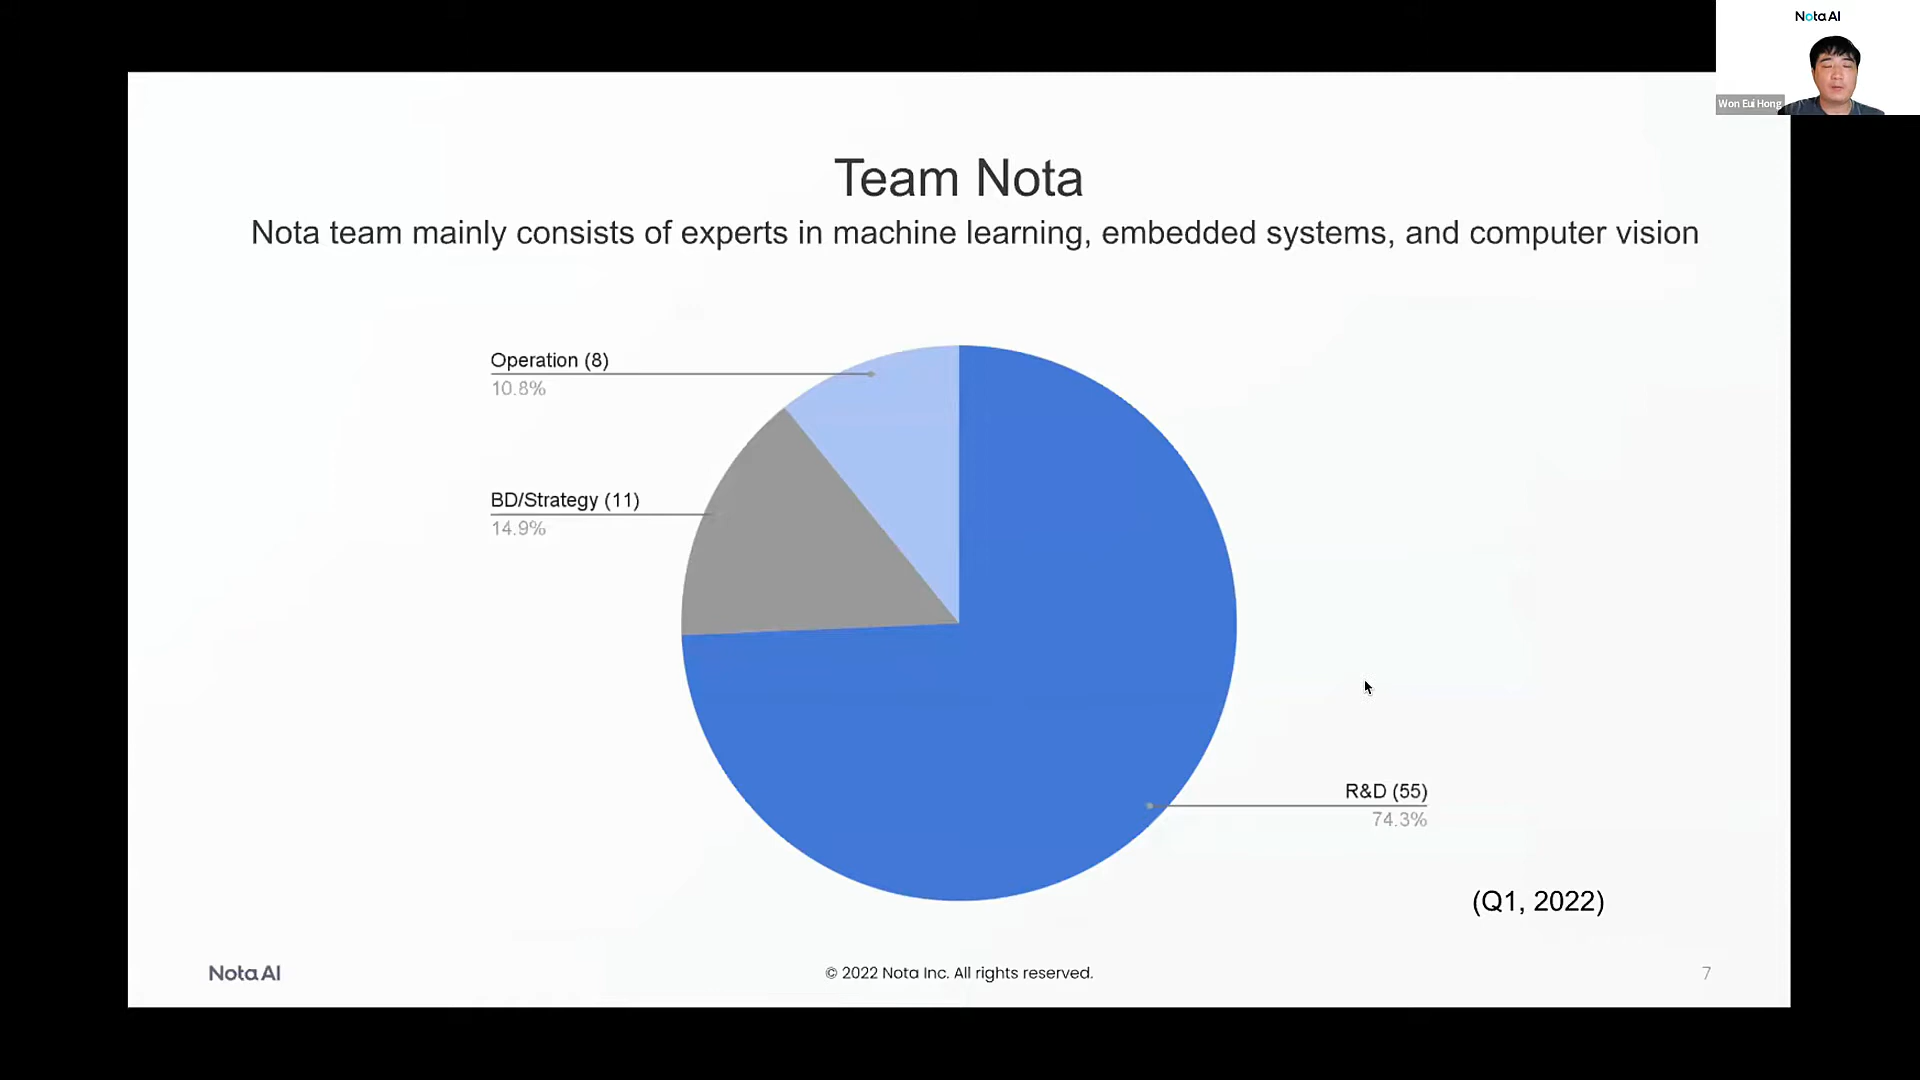 Nota AI
Won Eui Hong
Team Nota
Nota team mainly consists of experts in machine learning, embedded systems, and computer vision
Operation (8)
10.8%
BD/Strategy (11)
14.9%
R&D (55)
74.3%
(Q1, 2022)
Nota AI
© 2022 Nota Inc. All rights reserved.
7